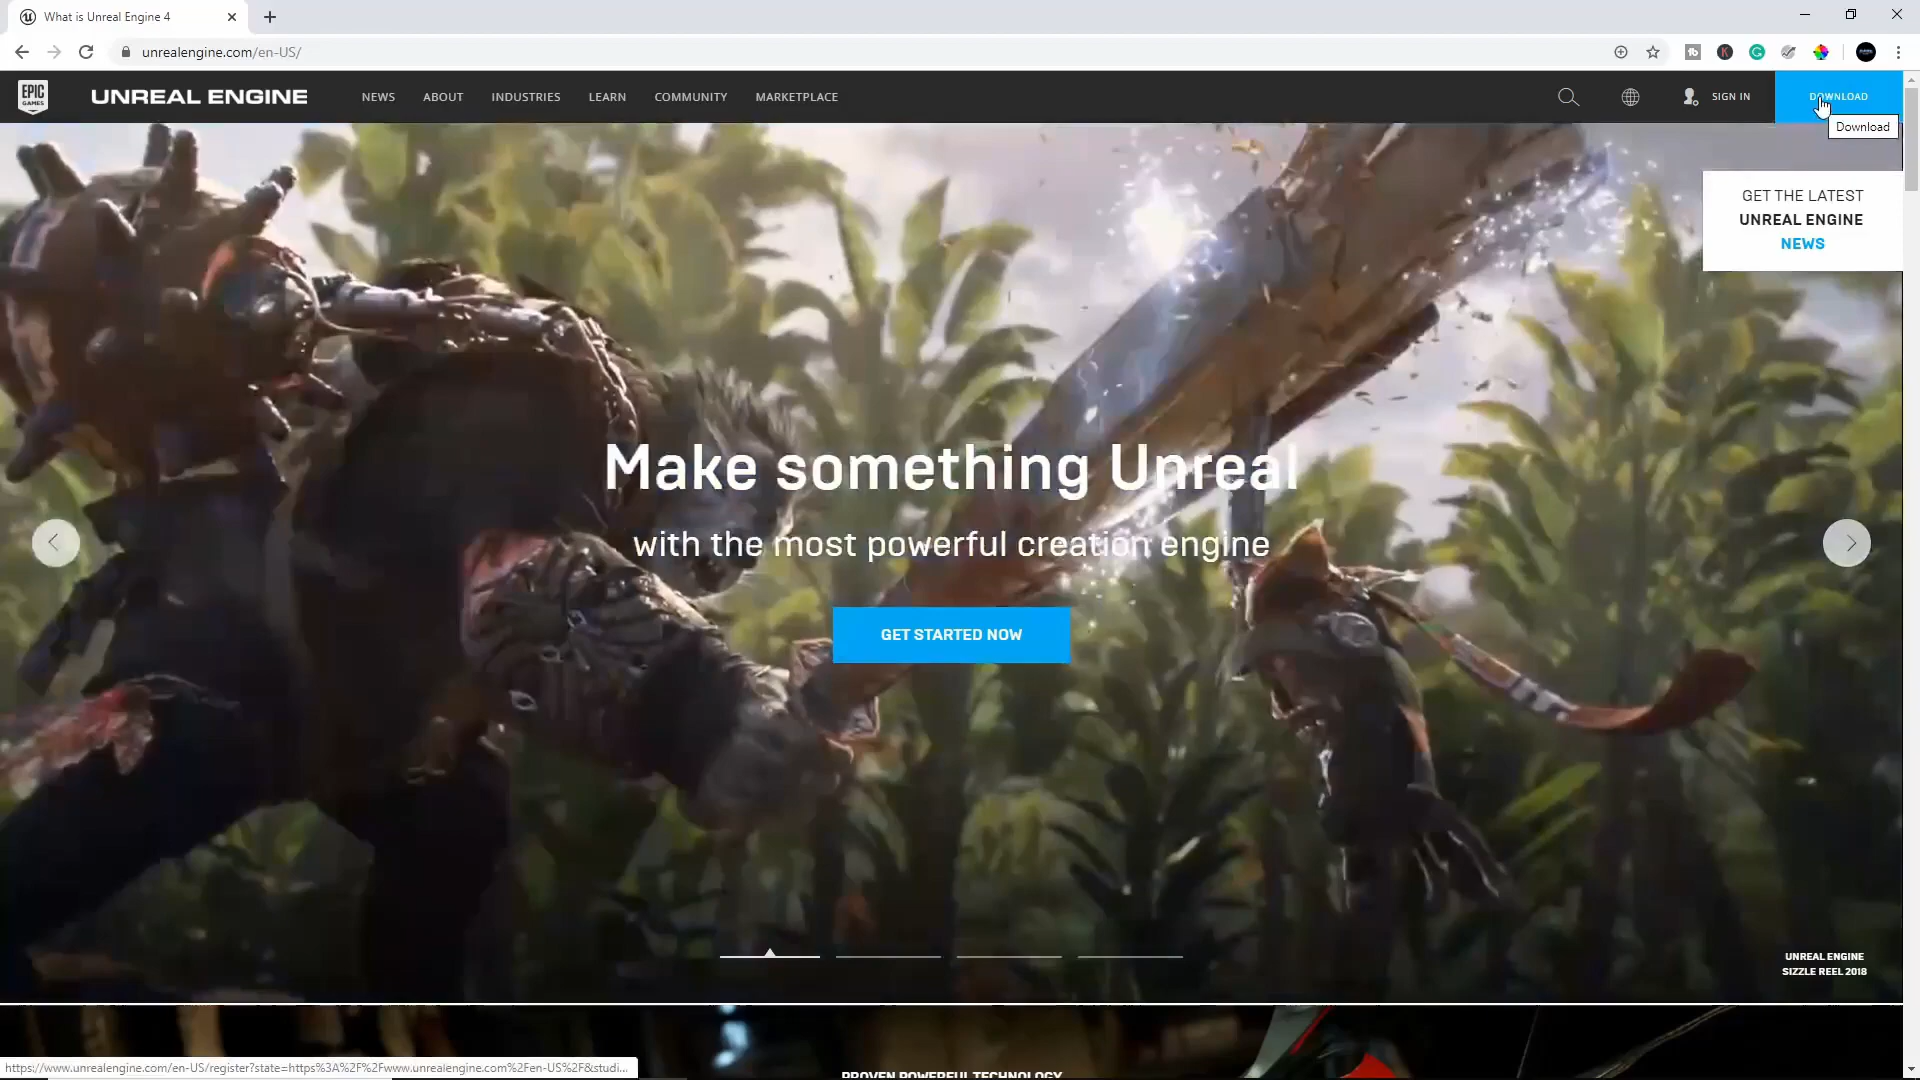 What is Unreal Engine 4
unrealengine.com/en-US/
EPIC
GAMES
UNREAL ENGINE
NEWS
ABOUT
INDUSTRIES
LEARN
COMMUNITY
MARKETPLACE
SIGN IN
DOWNLOAD
Download
GET THE LATEST
UNREAL ENGINE
NEWS
Make something Unreal
with the most powerful creation engine
GET STARTED NOW
UNREAL ENGINE
SIZZLE REEL 2018
https://www.unrealengine.com/en-US/register?state=https%3A%2F%2Fwww.unrealengine.com%2Fen-US%2F&studi...
PROVEN POWERFUL TECHNOLOGY